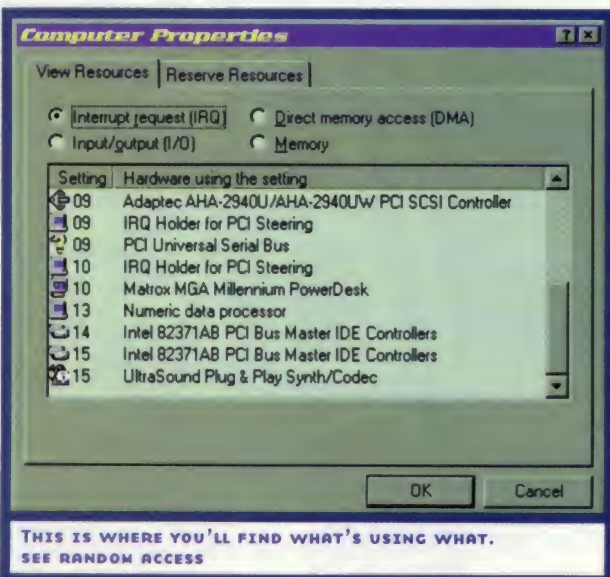 Computer Properties
View Resources Reserve Resources
Interrupt request (IRQ) Direct memory access (DMA)
Input/output (I/O) Memory
Setting Hardware using the setting
09 Adaptec AHA-2940U/AHA-2940UW PCI SCSI Controller
09 IRQ Holder for PCI Steering
09 PCI Universal Serial Bus
10 IRQ Holder for PCI Steering
10 Matrox MGA Millennium PowerDesk
13 Numeric data processor
14 Intel 82371AB PCI Bus Master IDE Controllers
15 Intel 82371AB PCI Bus Master IDE Controllers
15 UltraSound Plug & Play Synth/Codec
OK Cancel
THIS IS WHERE YOU'LL FIND WHAT'S USING WHAT.
SEE RANDOM ACCESS